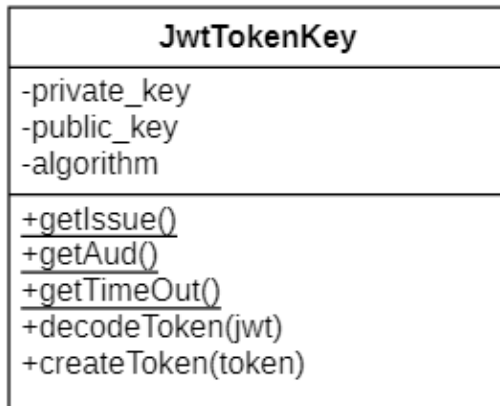 JwtTokenKey
-private_key
-public_key
-algorithm
+getIssue()
+getAud()
+getTimeOut()
+decodeToken(jwt)
+createToken(token)